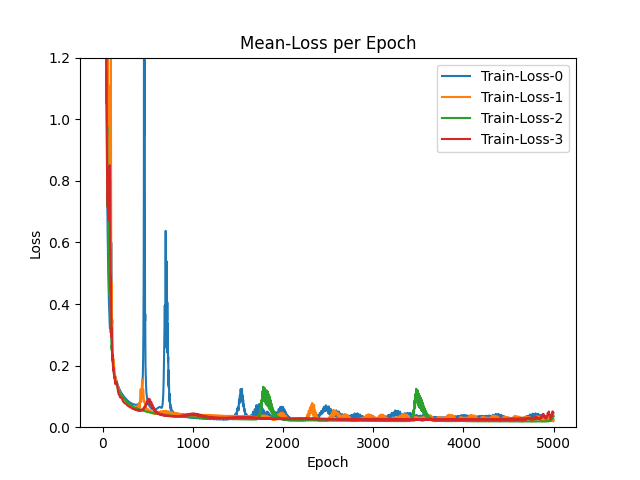 Mean-Loss per Epoch
Loss
1.2
1.0
0.8
0.6
0.4
0.2
0.0
Train-Loss-0
Train-Loss-1
Train-Loss-2
Train-Loss-3
0 1000 2000 3000 4000 5000
Epoch